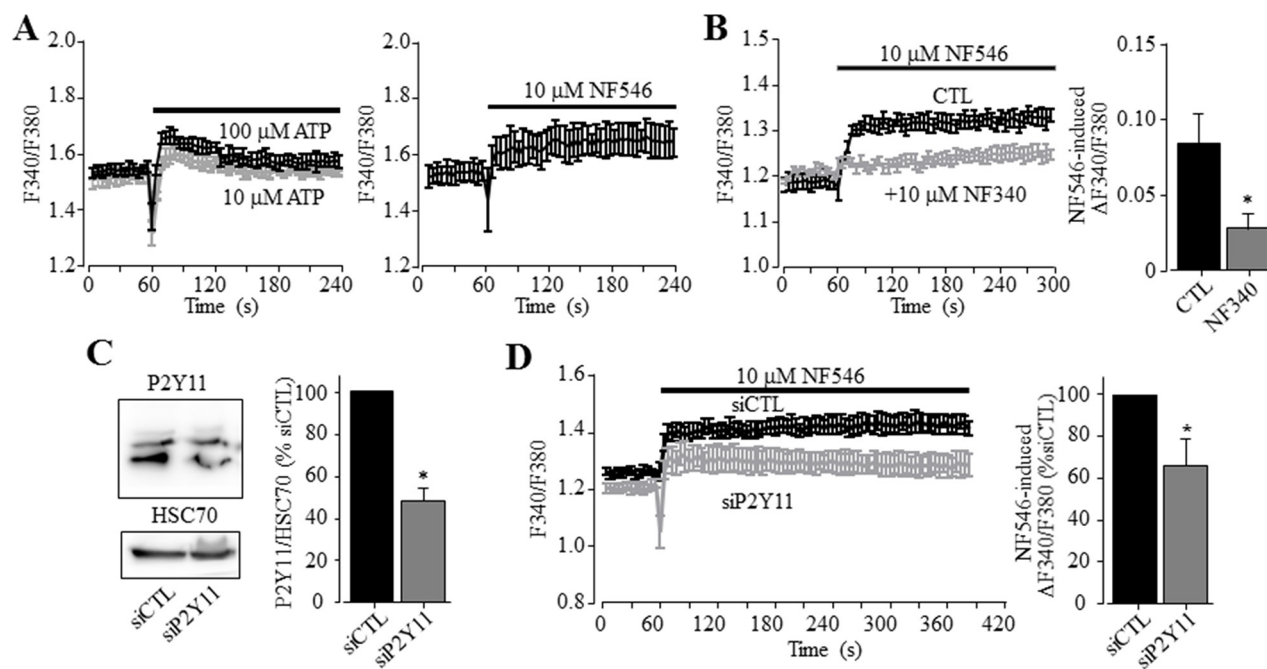 A
2.0
1.8
1.6
1.4
1.2
F340/F380
100 µM ATP
10 µM ATP
0 60 120 180 240
Time (s)
2.0
1.8
1.6
1.4
1.2
F340/F380
10 µM NF546
0 60 120 180 240
Time (s)
B
1.5
1.4
1.3
1.2
1.1
1.0
F340/F380
10 µM NF546
CTL
+10 µM NF340
0 60 120 180 240 300
Time (s)
NF546-induced
ΔF340/F380
0.15
0.10
0.05
0
*
CTL
NF340
C
P2Y11
HSC70
siCTL
siP2Y11
P2Y11/HSC70 (% siCTL)
100
80
60
40
20
0
*
siCTL
siP2Y11
D
1.6
1.4
1.2
1.0
0.8
F340/F380
10 µM NF546
siCTL
siP2Y11
0 60 120 180 240 300 360 420
Time (s)
NF546-induced
ΔF340/F380 (%siCTL)
100
80
60
40
20
0
*
siCTL
siP2Y11